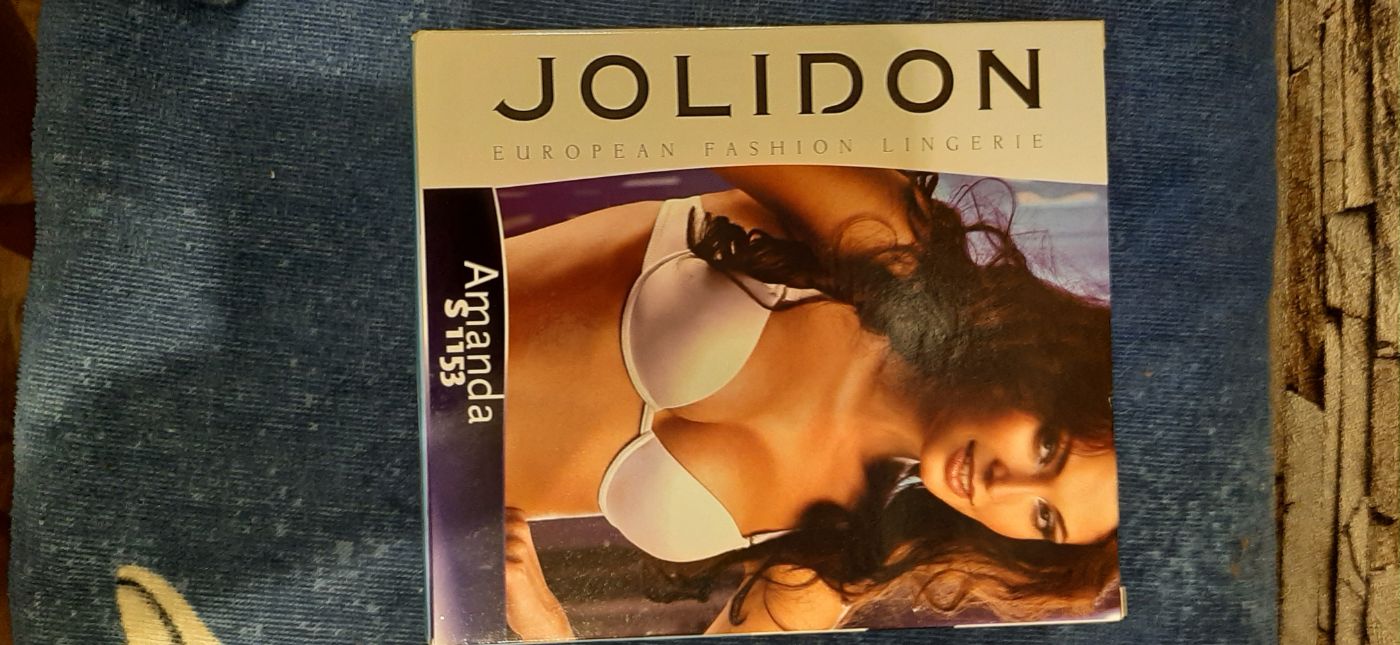 JOLIDON
EUROPEAN FASHION LINGERIE
Amanda
S 1153